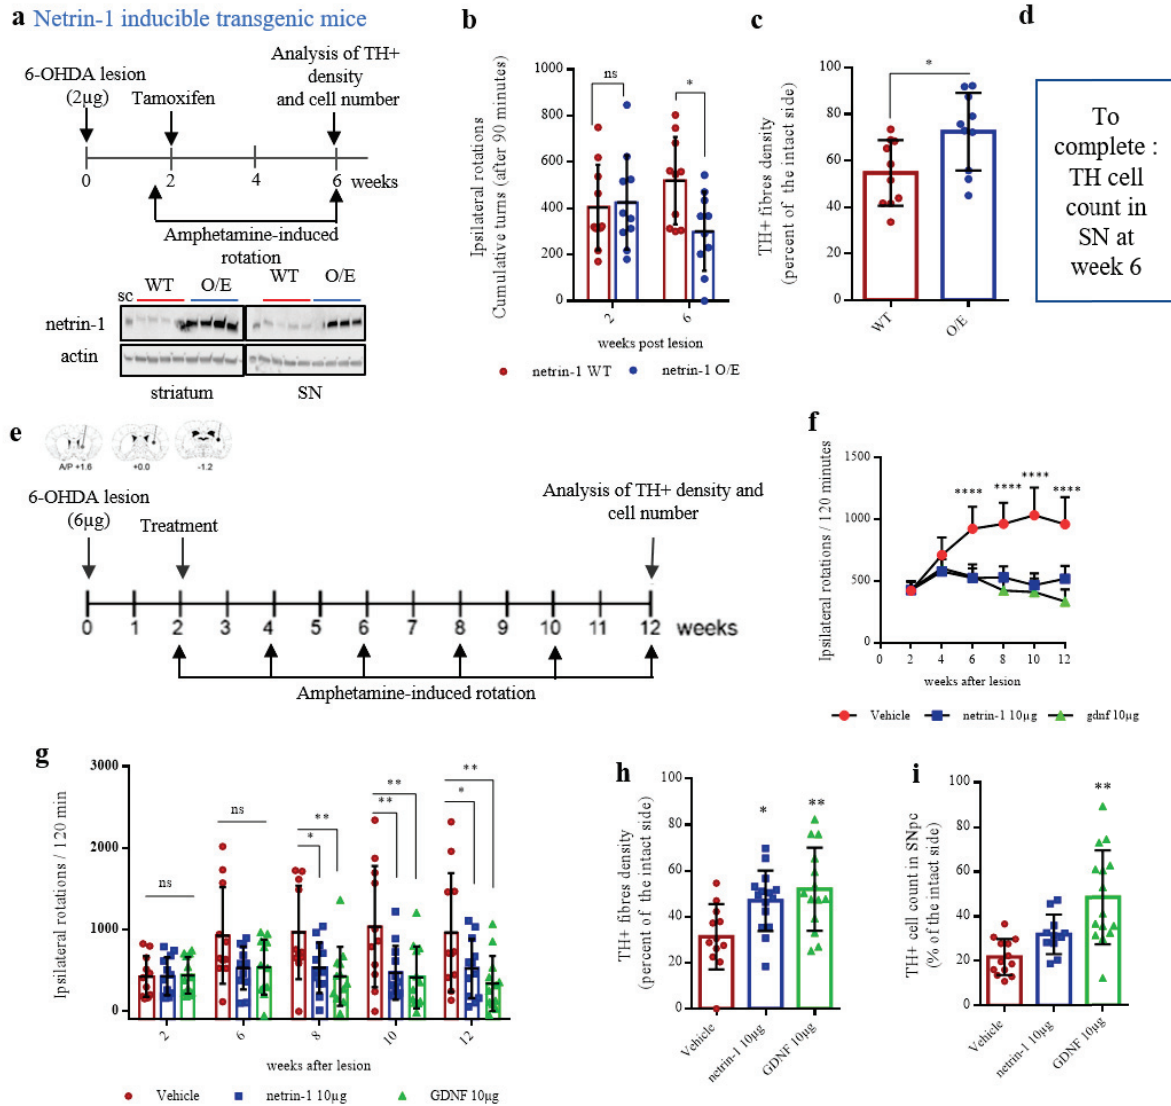 a Netrin-1 inducible transgenic mice
6-OHDA lesion
(2µg)
Tamoxifen
Analysis of TH+
density
and cell number
0
2
4
6
weeks
Amphetamine-induced
rotation
sc
WT
O/E
WT
O/E
netrin-1
actin
striatum
SN
b
Ipsilateral rotations
Cumulative turns (after 90 minutes)
1000
800
600
400
200
0
ns
*
2
6
weeks post lesion
netrin-1 WT
netrin-1 O/E
c
TH+ fibres density
(percent of the intact side)
100
80
60
40
20
0
*
WT
O/E
d
To
complete :
TH cell
count in
SN at
week 6
e
A/P +1.6
+0.0
-1.2
6-OHDA lesion
(6µg)
Treatment
Analysis of TH+ density and
cell number
0 1 2 3 4 5 6 7 8 9 10 11 12 weeks
Amphetamine-induced rotation
f
Ipsilateral rotations / 120 minutes
1500
1000
500
0
**** **** **** ****
0 2 4 6 8 10 12
weeks after lesion
Vehicle
netrin-1 10µg
gdnf 10µg
g
Ipsilateral rotations / 120 min
3000
2000
1000
0
ns
ns
**
*
**
**
**
*
2
6
8
10
12
weeks after lesion
Vehicle
netrin-1 10µg
GDNF 10µg
h
TH+ fibres density
(percent of the intact side)
100
80
60
40
20
0
*
**
Vehicle
netrin-1 10µg
GDNF 10µg
i
TH+ cell count in SNpc
(% of the intact side)
100
80
60
40
20
0
**
Vehicle
netrin-1 10µg
GDNF 10µg